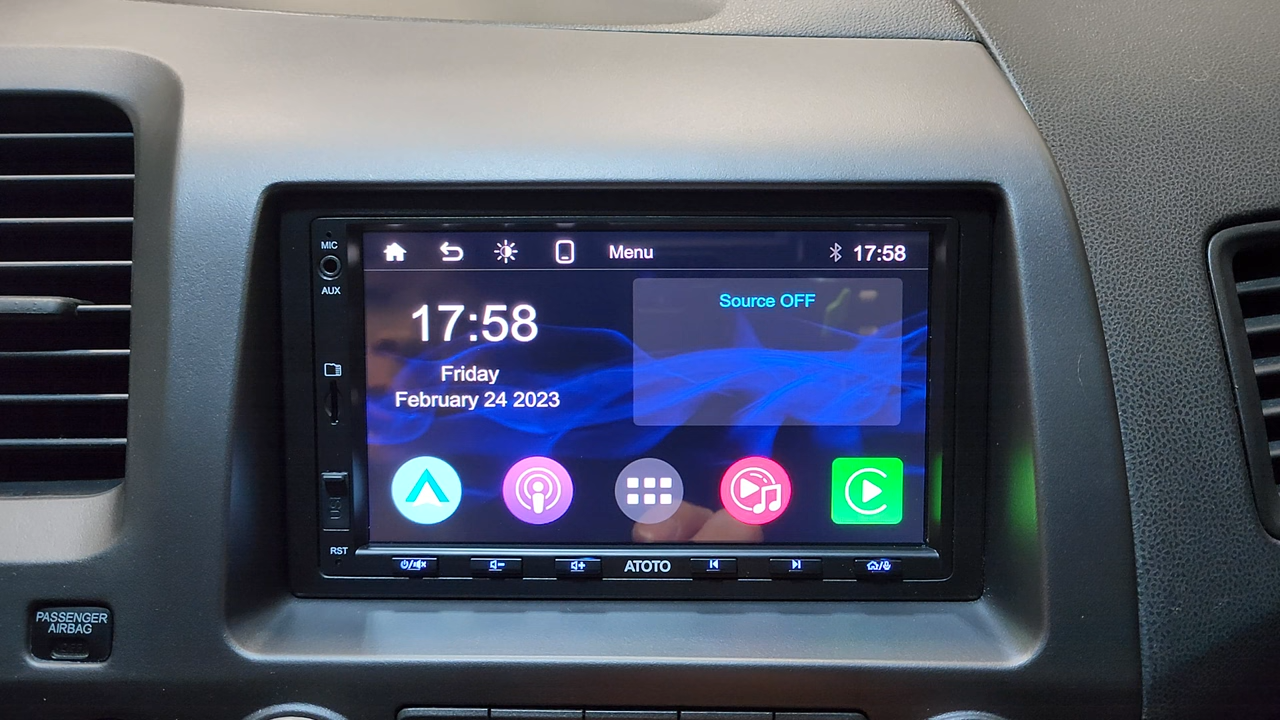 MIC
AUX
Menu
17:58
17:58
Friday
February 24 2023
Source OFF
RST
ATOTO
PASSENGER
AIRBAG